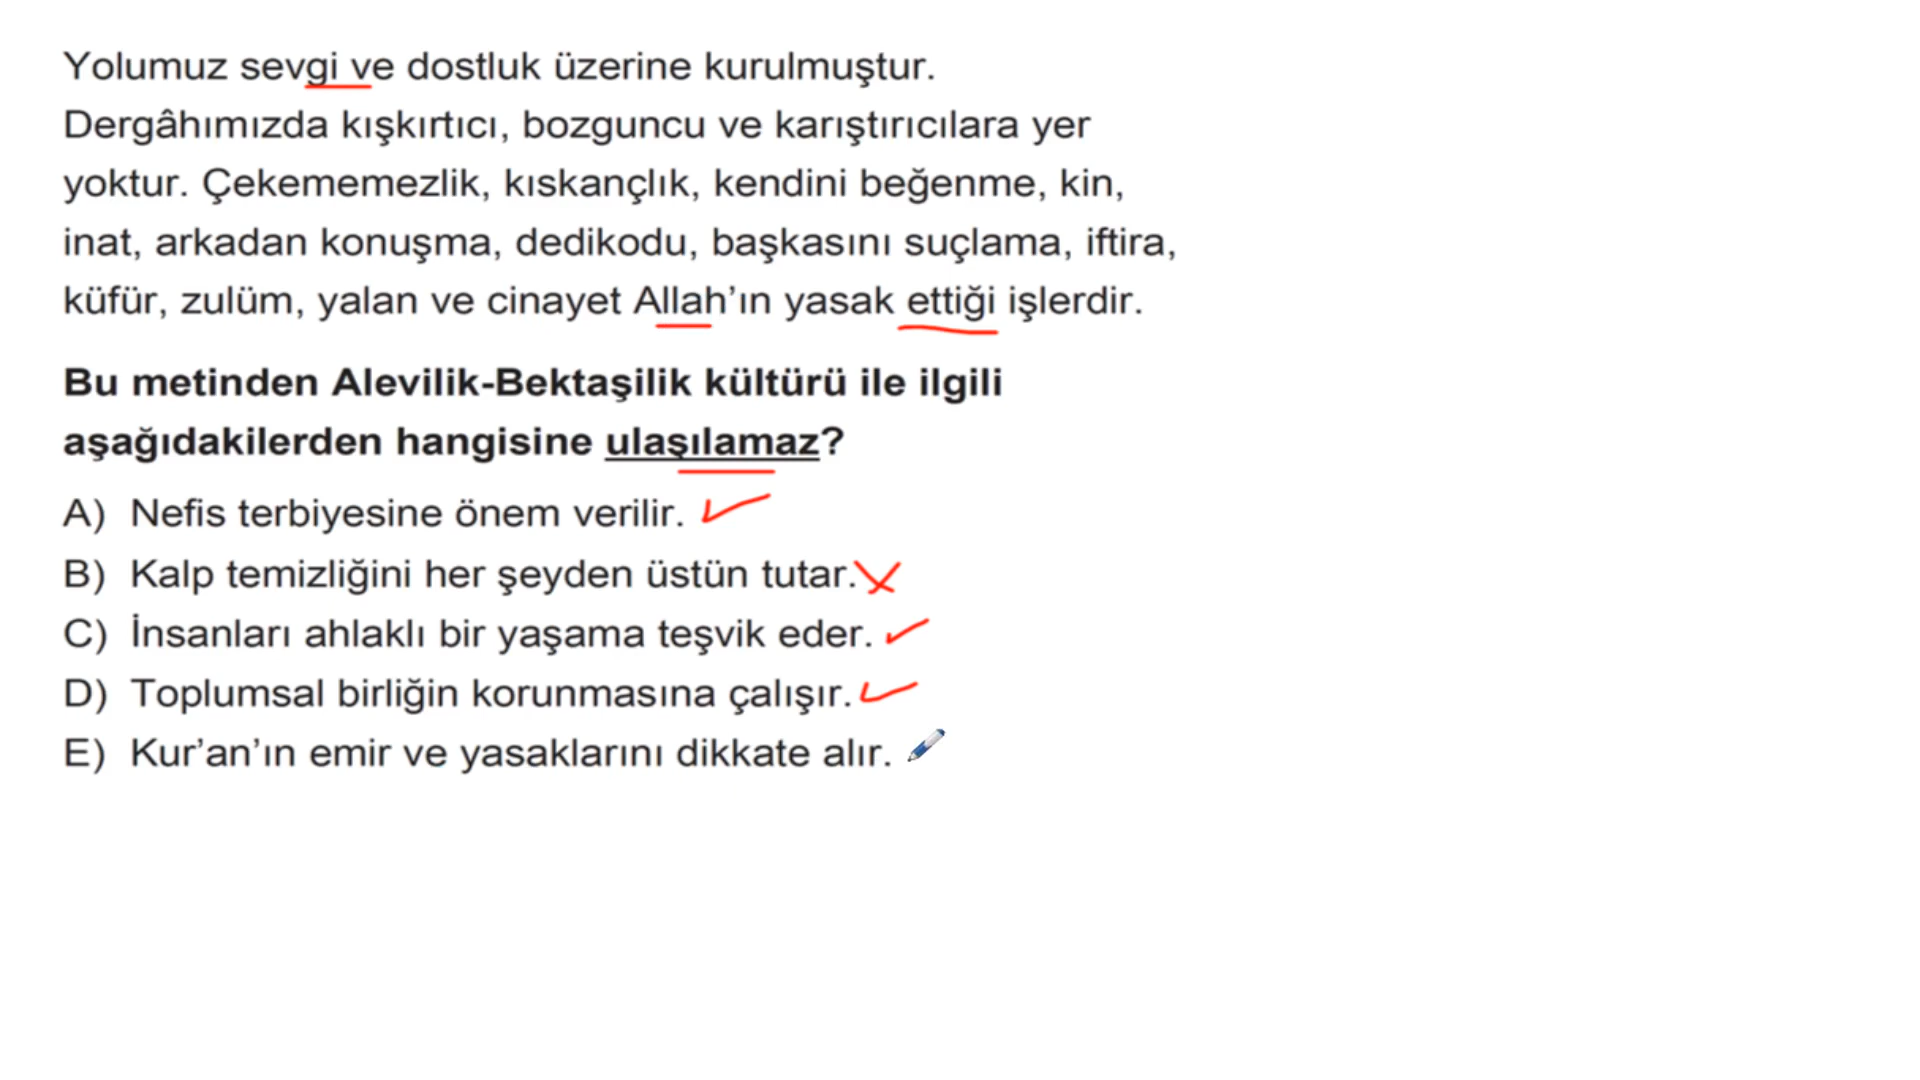 Yolumuz sevgi ve dostluk üzerine kurulmuştur.
Dergâhımızda kışkırtıcı, bozguncu ve karıştırıcılara yer
yoktur. Çekememezlik, kıskançlık, kendini beğenme, kin,
inat, arkadan konuşma, dedikodu, başkasını suçlama, iftira,
küfür, zulüm, yalan ve cinayet Allah’ın yasak ettiği işlerdir.
Bu metinden Alevilik-Bektaşilik kültürü ile ilgili
aşağıdakilerden hangisine ulaşılamaz?
A) Nefis terbiyesine önem verilir.
B) Kalp temizliğini her şeyden üstün tutar.
C) İnsanları ahlaklı bir yaşama teşvik eder.
D) Toplumsal birliğin korunmasına çalışır.
E) Kur’an’ın emir ve yasaklarını dikkate alır.